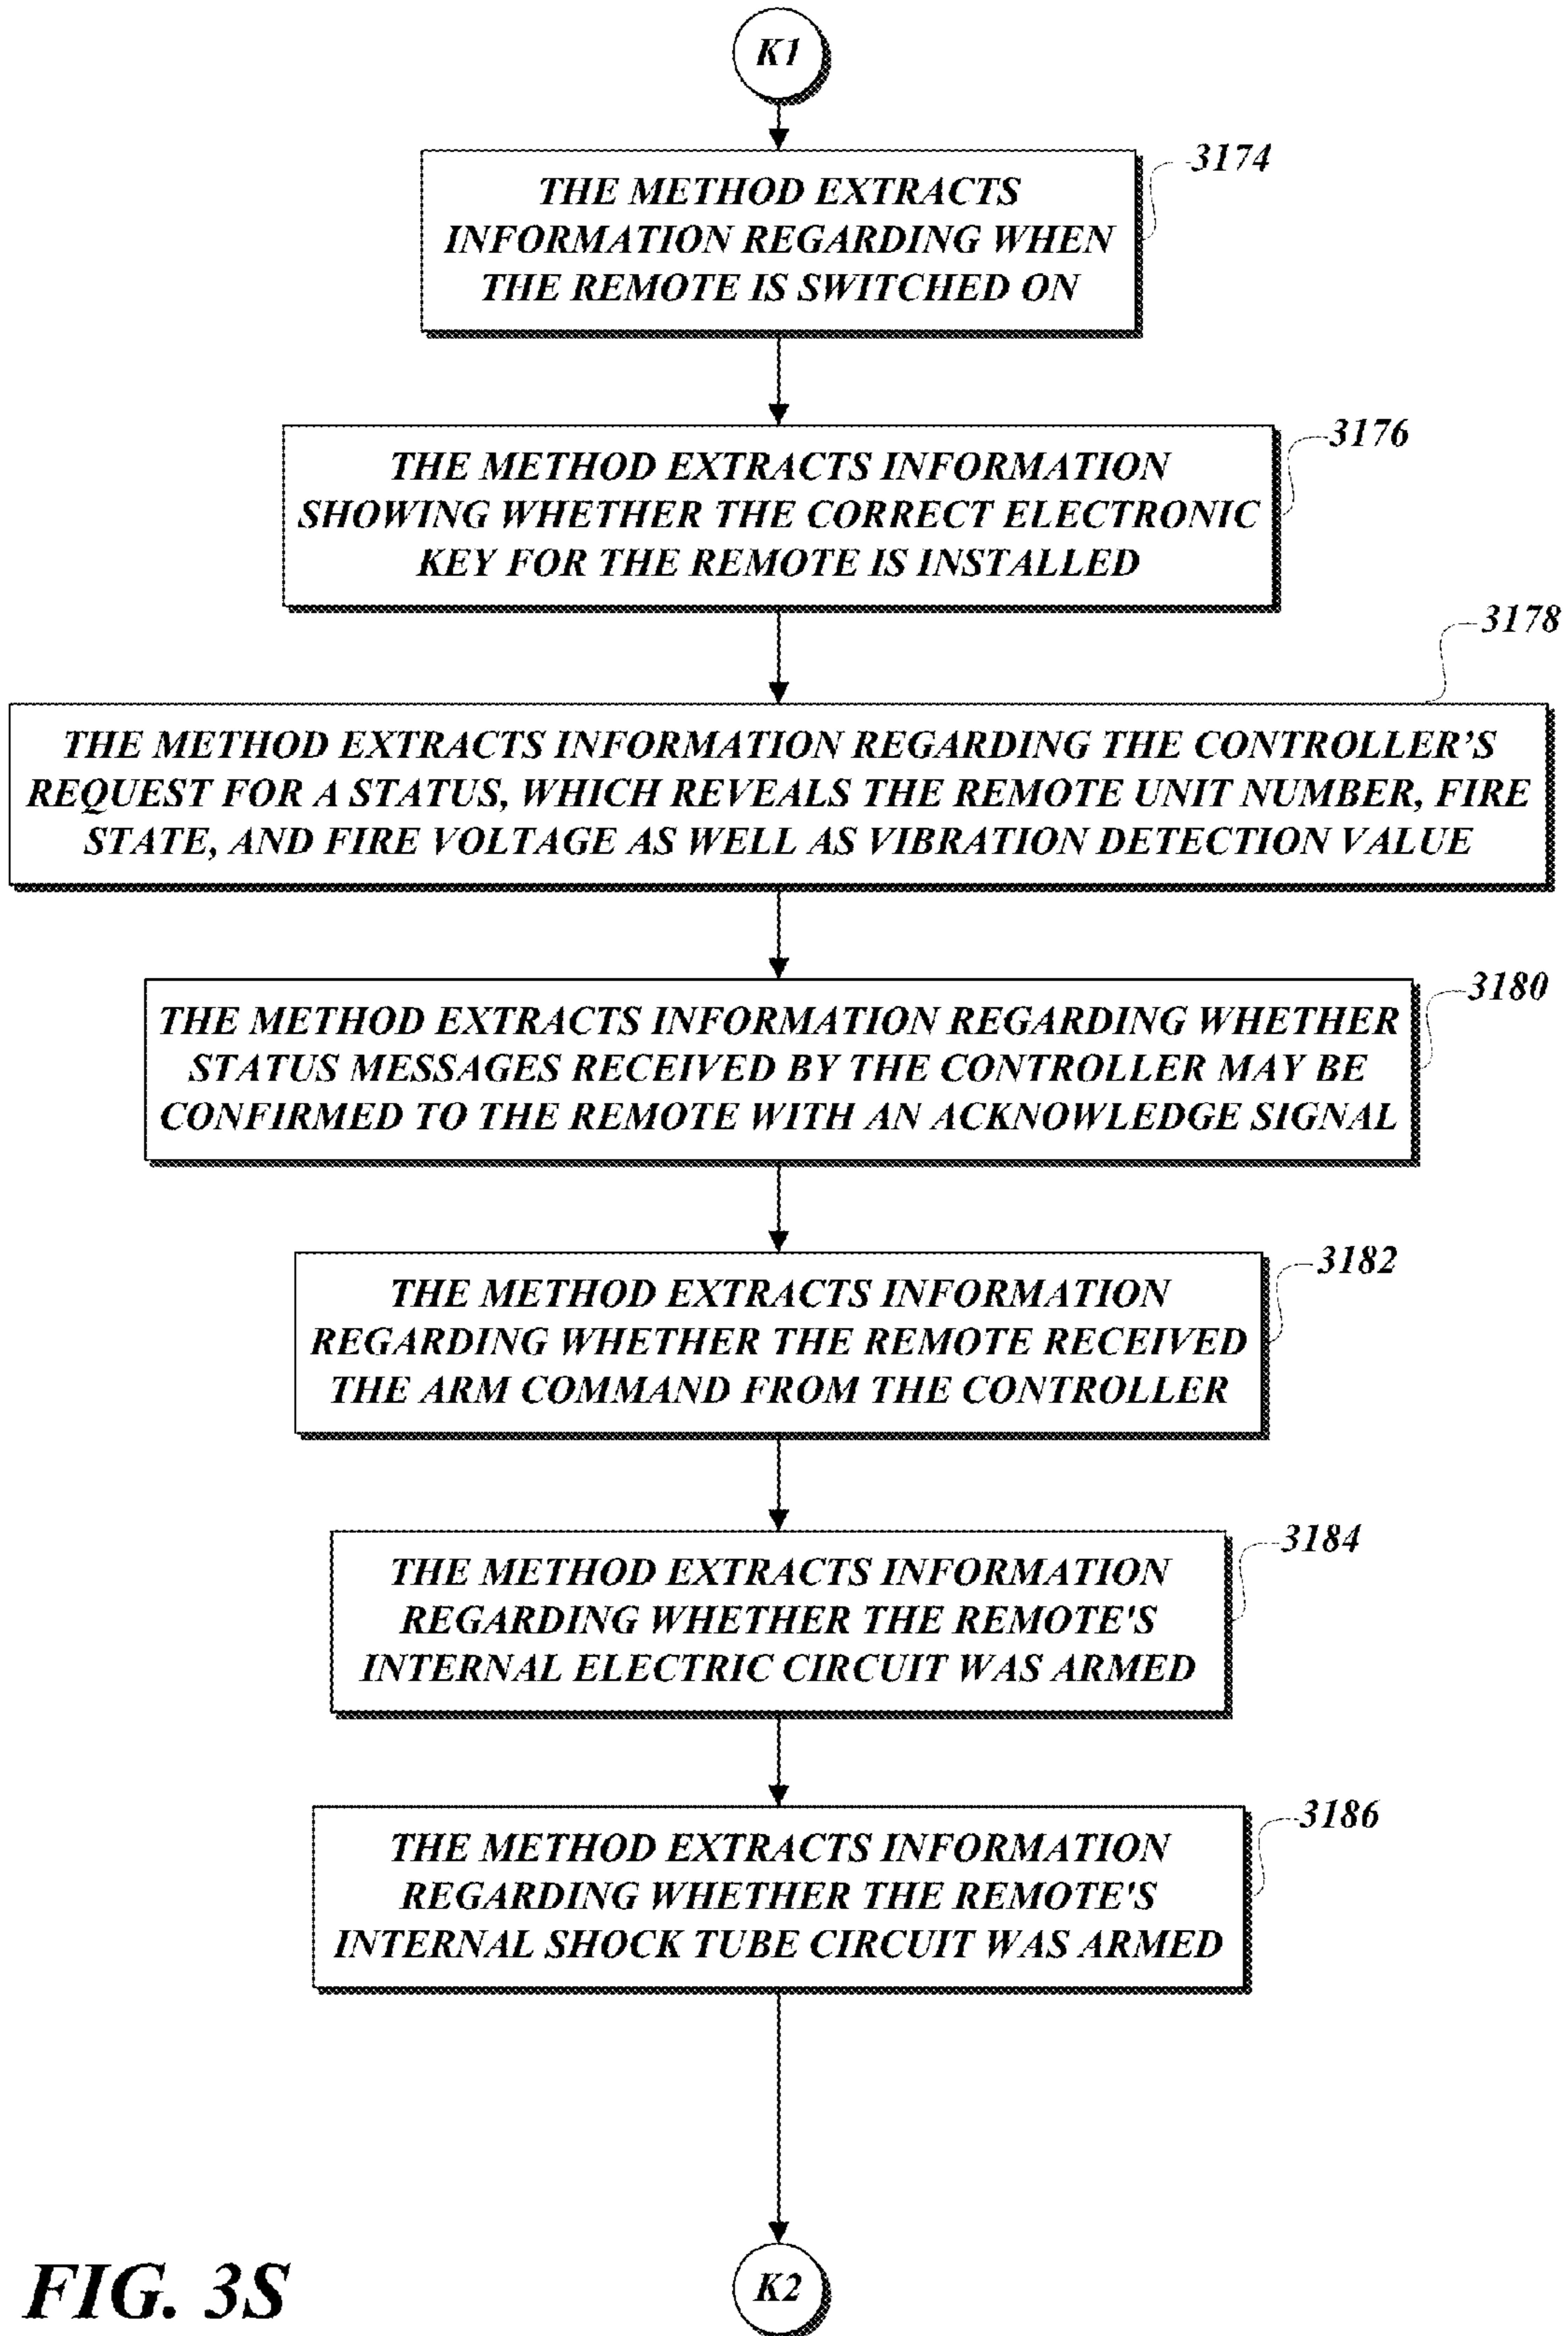 K1
3174
THE METHOD EXTRACTS
INFORMATION REGARDING WHEN
THE REMOTE IS SWITCHED ON
3176
THE METHOD EXTRACTS INFORMATION
SHOWING WHETHER THE CORRECT ELECTRONIC
KEY FOR THE REMOTE IS INSTALLED
3178
THE METHOD EXTRACTS INFORMATION REGARDING THE CONTROLLER’S
REQUEST FOR A STATUS, WHICH REVEALS THE REMOTE UNIT NUMBER, FIRE
STATE, AND FIRE VOLTAGE AS WELL AS VIBRATION DETECTION VALUE
3180
THE METHOD EXTRACTS INFORMATION REGARDING WHETHER
STATUS MESSAGES RECEIVED BY THE CONTROLLER MAY BE
CONFIRMED TO THE REMOTE WITH AN ACKNOWLEDGE SIGNAL
3182
THE METHOD EXTRACTS INFORMATION
REGARDING WHETHER THE REMOTE RECEIVED
THE ARM COMMAND FROM THE CONTROLLER
3184
THE METHOD EXTRACTS INFORMATION
REGARDING WHETHER THE REMOTE'S
INTERNAL ELECTRIC CIRCUIT WAS ARMED
3186
THE METHOD EXTRACTS INFORMATION
REGARDING WHETHER THE REMOTE'S
INTERNAL SHOCK TUBE CIRCUIT WAS ARMED
K2
FIG. 3S